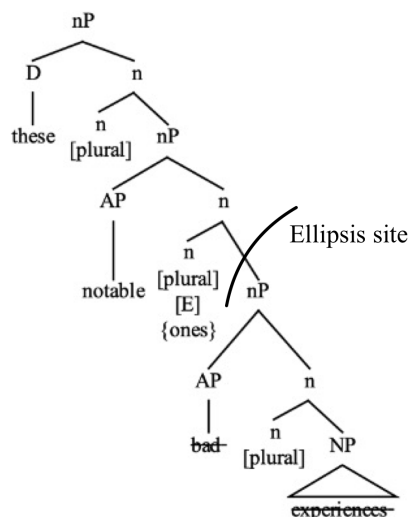 nP
D n
these n nP
[plural]
AP n
Ellipsis site
notable n nP
[plural]
[E]
{ones}
AP n
bad n NP
[plural]
experiences